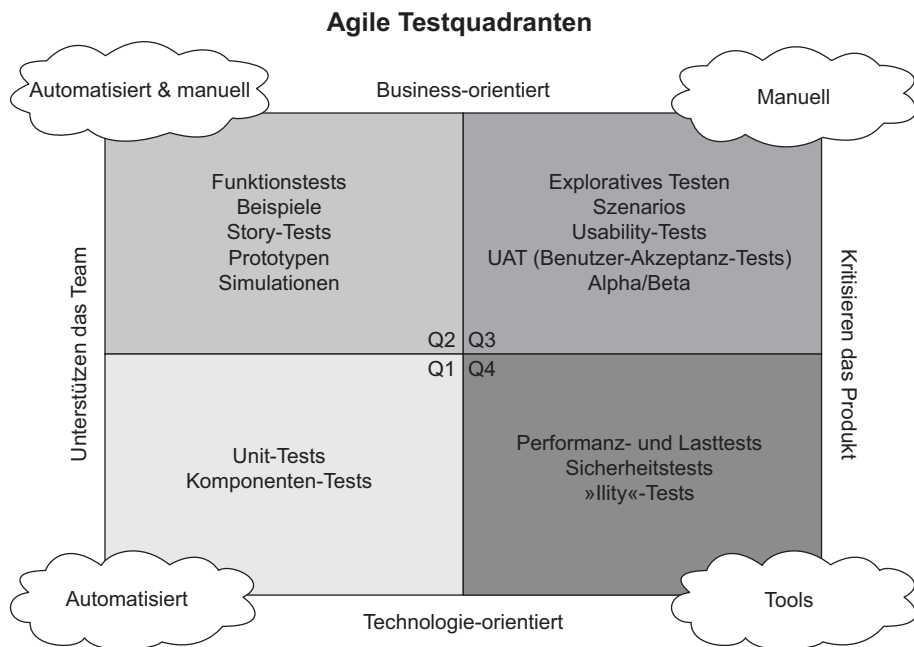 Agile Testquadranten
Automatisiert & manuell
Business-orientiert
Manuell
Funktionstests
Beispiele
Story-Tests
Prototypen
Simulationen
Exploratives Testen
Szenarios
Usability-Tests
UAT (Benutzer-Akzeptanz-Tests)
Alpha/Beta
Unterstützen das Team
Kritisieren das Produkt
Q2
Q3
Q1
Q4
Unit-Tests
Komponenten-Tests
Performanz- und Lasttests
Sicherheitstests
»Ility«-Tests
Automatisiert
Technologie-orientiert
Tools